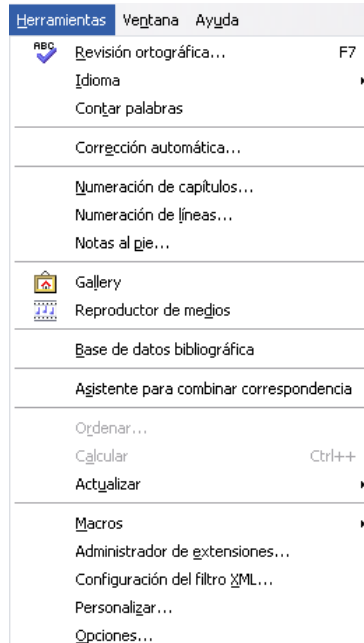 Herramientas Ventana Ayuda
ABC Revisión ortográfica... F7
Idioma
Contar palabras
Corrección automática...
Numeración de capítulos...
Numeración de líneas...
Notas al pie...
Gallery
Reproductor de medios
Base de datos bibliográfica
Asistente para combinar correspondencia
Ordenar...
Calcular Ctrl++
Actualizar
Macros
Administrador de extensiones...
Configuración del filtro XML...
Personalizar...
Opciones...